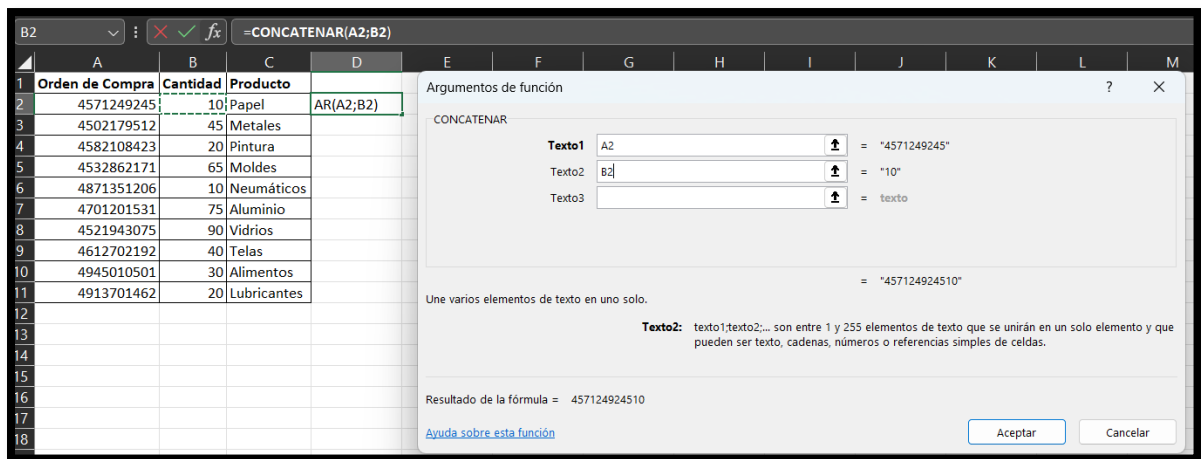 B2 fx =CONCATENAR(A2;B2)
A B C D E F G H I J K L M
1 Orden de Compra Cantidad Producto
2 4571249245 10 Papel AR(A2;B2)
3 4502179512 45 Metales
4 4582108423 20 Pintura
5 4532862171 65 Moldes
6 4871351206 10 Neumáticos
7 4701201531 75 Aluminio
8 4521943075 90 Vidrios
9 4612702192 40 Telas
10 4945010501 30 Alimentos
11 4913701462 20 Lubricantes
12
13
14
15
16
17
18
Argumentos de función ?
CONCATENAR
Texto1 A2 = "4571249245"
Texto2 B2 = "10"
Texto3 = texto
= "457124924510"
Une varios elementos de texto en uno solo.
Texto2: texto1;texto2;... son entre 1 y 255 elementos de texto que se unirán en un solo elemento y que
pueden ser texto, cadenas, números o referencias simples de celdas.
Resultado de la fórmula = 457124924510
Ayuda sobre esta función Aceptar Cancelar